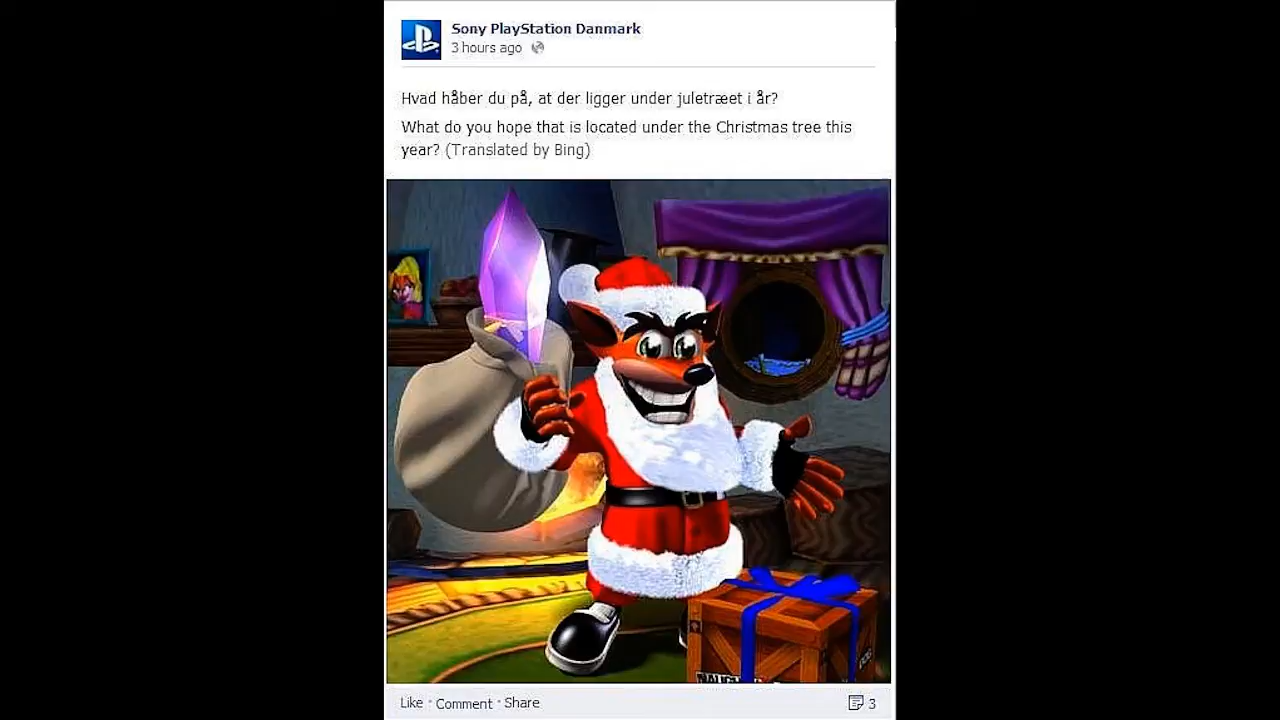 Sony PlayStation Danmark
3 hours ago
Hvad håber du på, at der ligger under juletræet i år?
What do you hope that is located under the Christmas tree this
year? (Translated by Bing)
Like · Comment · Share
3